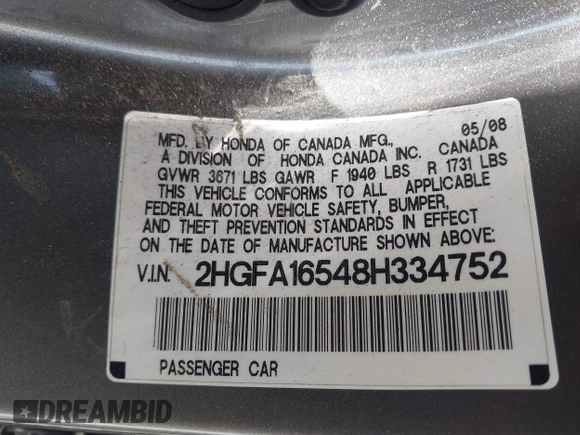 MFD. BY HONDA OF CANADA MFG., 05/08
A DIVISION OF HONDA CANADA INC. CANADA
GVWR 3671 LBS GAWR F 1940 LBS R 1731 LBS
THIS VEHICLE CONFORMS TO ALL APPLICABLE
FEDERAL MOTOR VEHICLE SAFETY, BUMPER,
AND THEFT PREVENTION STANDARDS IN EFFECT
ON THE DATE OF MANUFACTURE SHOWN ABOVE:
V.I.N. 2HGFA16548H334752
PASSENGER CAR
DREAMBID